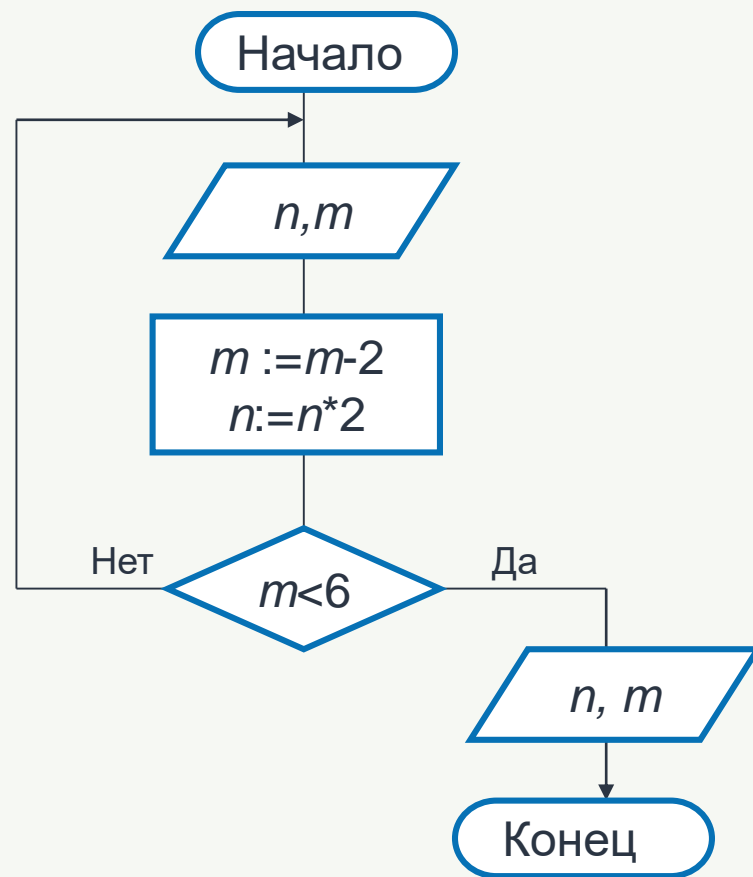 Начало
n,m
m :=m-2
n:=n*2
Нет
m<6
Да
n, m
Конец